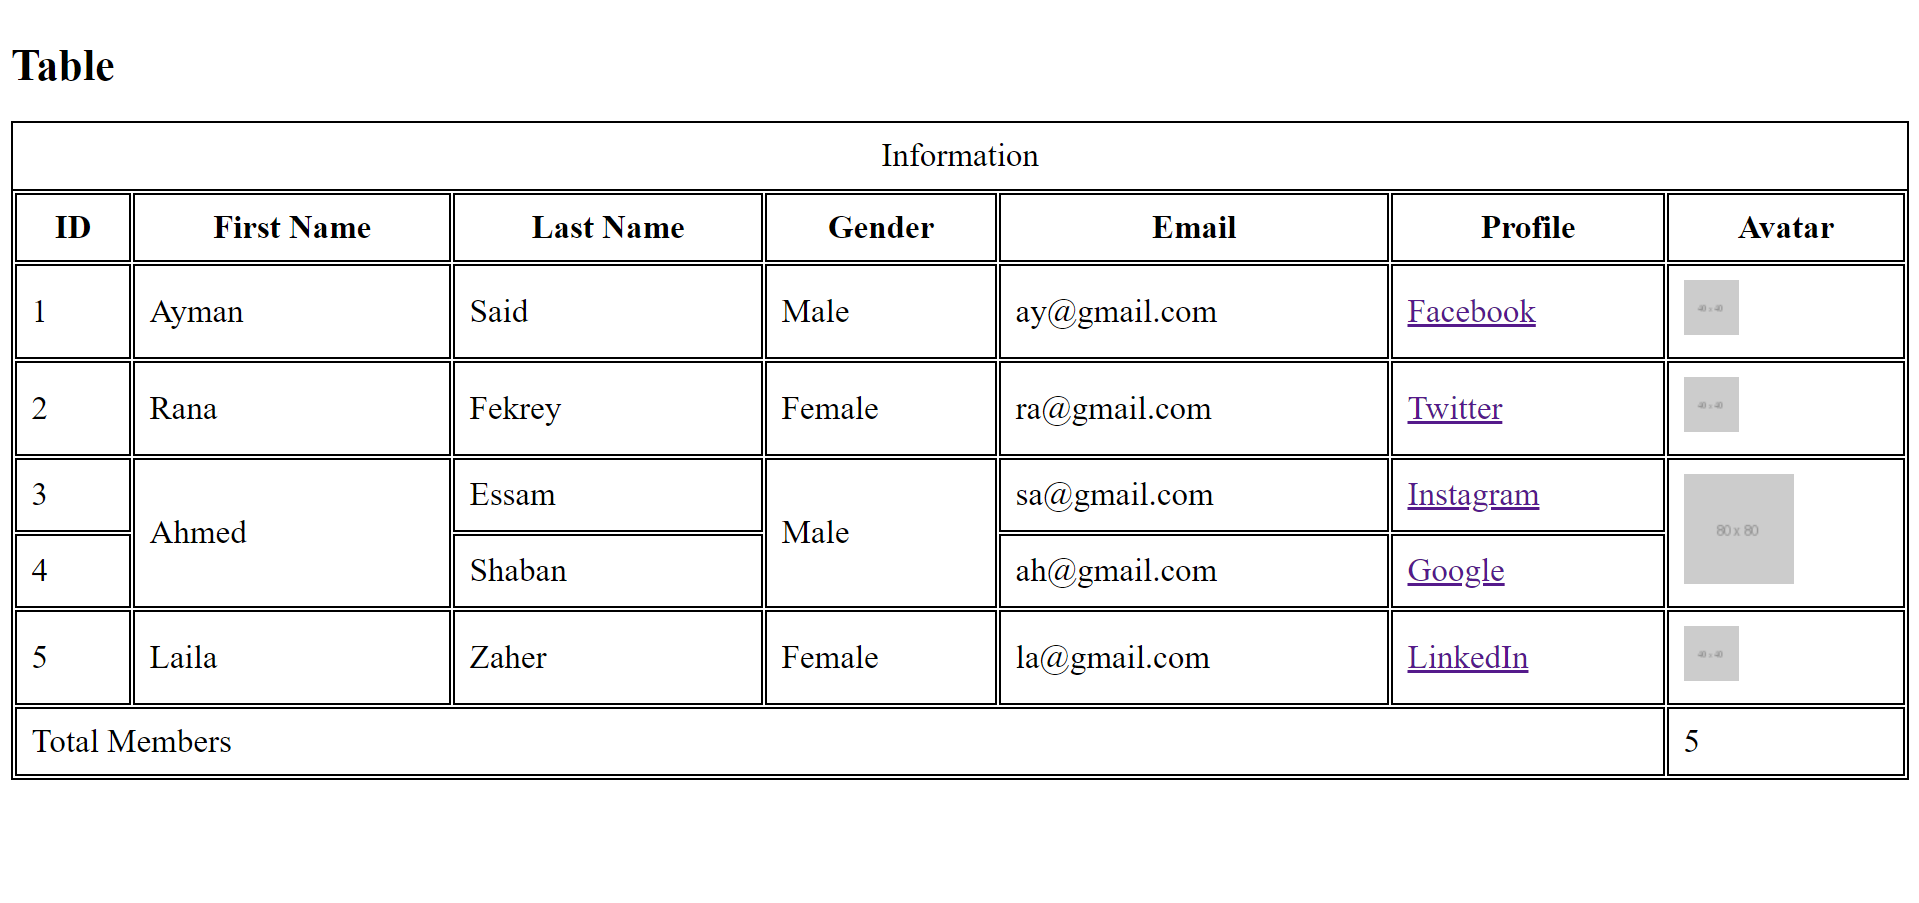 Table
Information
ID First Name Last Name Gender Email Profile Avatar
1 Ayman Said Male ay@gmail.com Facebook 40 x 40
2 Rana Fekrey Female ra@gmail.com Twitter 40 x 40
3 Ahmed Essam Male sa@gmail.com Instagram 80 x 80
4 Shaban ah@gmail.com Google
5 Laila Zaher Female la@gmail.com LinkedIn 40 x 40
Total Members 5